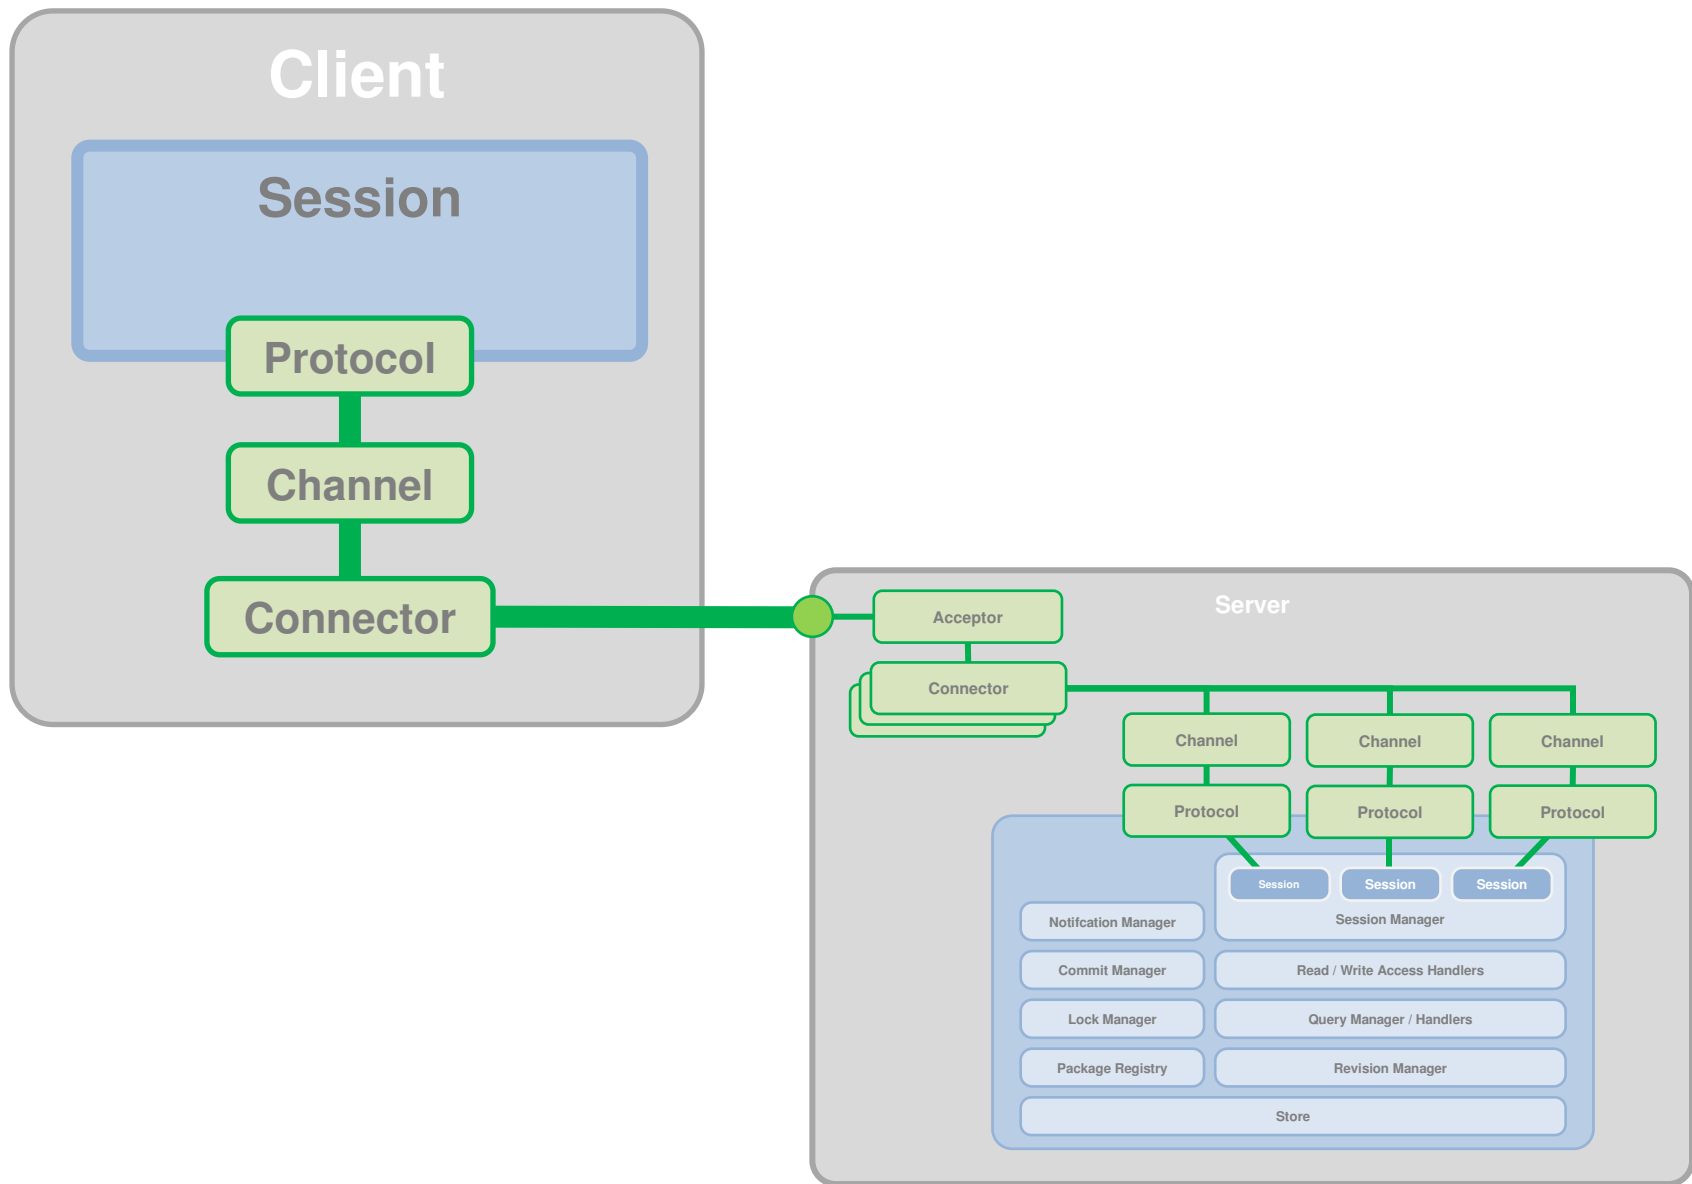 Client
Session
Protocol
Channel
Connector
Server
Acceptor
Connector
Channel
Channel
Channel
Protocol
Protocol
Protocol
Session
Session
Session
Session Manager
Notifcation Manager
Commit Manager
Read / Write Access Handlers
Lock Manager
Query Manager / Handlers
Package Registry
Revision Manager
Store